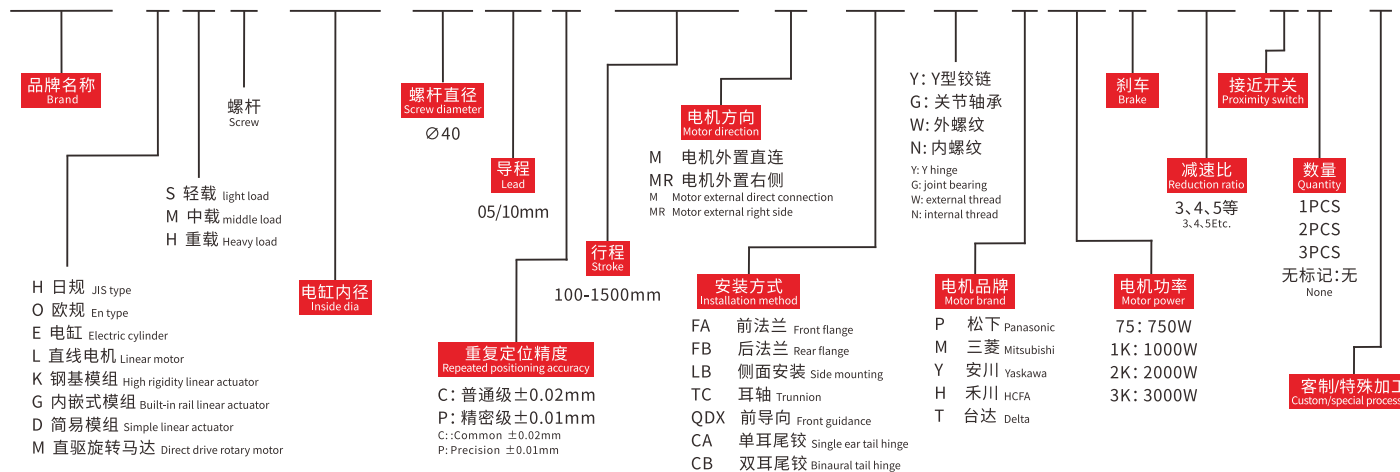 品牌名称
Brand
H 日规 JIS type
O 欧规 En type
E 电缸 Electric cylinder
L 直线电机 Linear motor
K 钢基模组 High rigidity linear actuator
G 内嵌式模组 Built-in rail linear actuator
D 简易模组 Simple linear actuator
M 直驱旋转马达 Direct drive rotary motor
S 轻载 light load
M 中载 middle load
H 重载 Heavy load
螺杆
Screw
电缸内径
Inside dia
螺杆直径
Screw diameter
∅40
导程
Lead
05/10mm
重复定位精度
Repeated positioning accuracy
C: 普通级±0.02mm
P: 精密级±0.01mm
C::Common ±0.02mm
P: Precision ±0.01mm
行程
Stroke
100-1500mm
电机方向
Motor direction
M 电机外置直连
MR 电机外置右侧
M Motor external direct connection
MR Motor external right side
安装方式
Installation method
FA 前法兰 Front flange
FB 后法兰 Rear flange
LB 侧面安装 Side mounting
TC 耳轴 Trunnion
QDX 前导向 Front guidance
CA 单耳尾铰 Single ear tail hinge
CB 双耳尾铰 Binaural tail hinge
Y: Y型铰链
G: 关节轴承
W: 外螺纹
N: 内螺纹
Y: Y hinge
G: joint bearing
W: external thread
N: internal thread
电机品牌
Motor brand
P 松下 Panasonic
M 三菱 Mitsubishi
Y 安川 Yaskawa
H 禾川 HCFA
T 台达 Delta
电机功率
Motor power
75: 750W
1K: 1000W
2K: 2000W
3K: 3000W
刹车
Brake
减速比
Reduction ratio
3、4、5等
3、4、5Etc.
接近开关
Proximity switch
数量
Quantity
1PCS
2PCS
3PCS
无标记:无
None
客制/特殊加工
Custom/special process